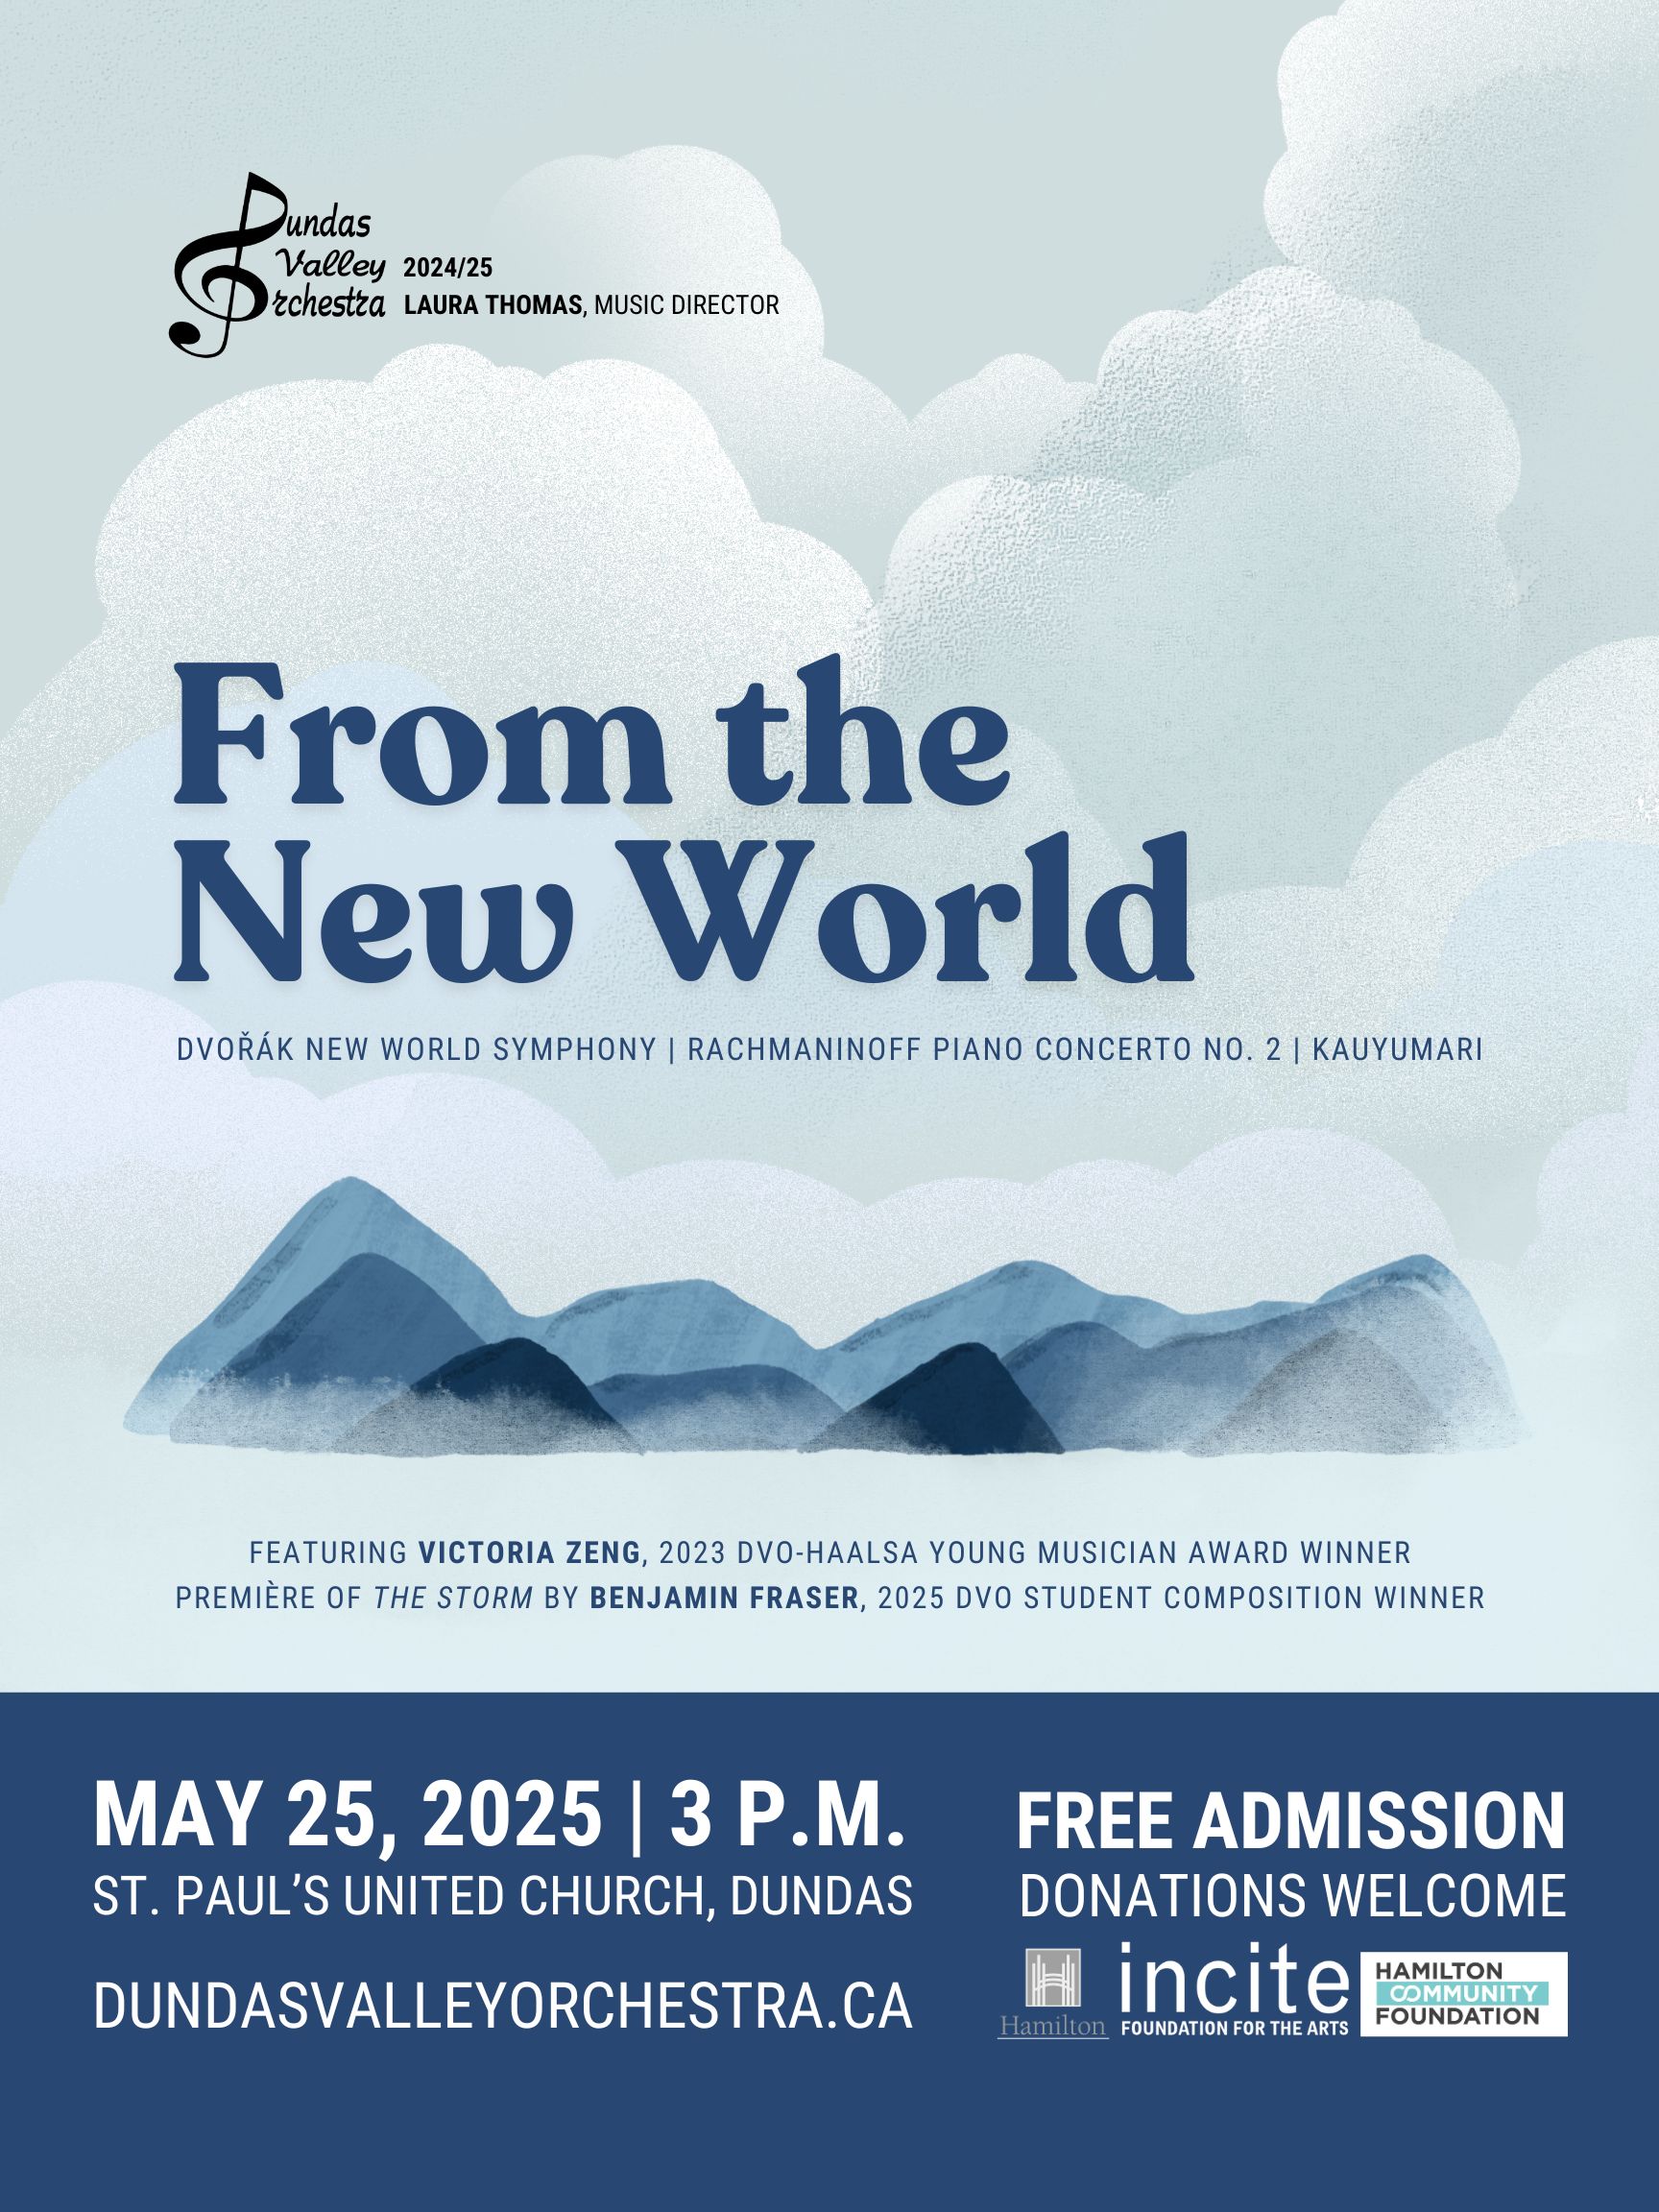 Dundas
Valley
Orchestra
2024/25
LAURA THOMAS, MUSIC DIRECTOR
From the
New World
DVOŘÁK NEW WORLD SYMPHONY | RACHMANINOFF PIANO CONCERTO NO. 2 | KAUYUMARI
FEATURING VICTORIA ZENG, 2023 DVO-HAALSA YOUNG MUSICIAN AWARD WINNER
PREMIÈRE OF THE STORM BY BENJAMIN FRASER, 2025 DVO STUDENT COMPOSITION WINNER
MAY 25, 2025 | 3 P.M.
ST. PAUL'S UNITED CHURCH, DUNDAS
DUNDASVALLEYORCHESTRA.CA
FREE ADMISSION
DONATIONS WELCOME
Hamilton
incite
FOUNDATION FOR THE ARTS
HAMILTON
COMMUNITY
FOUNDATION